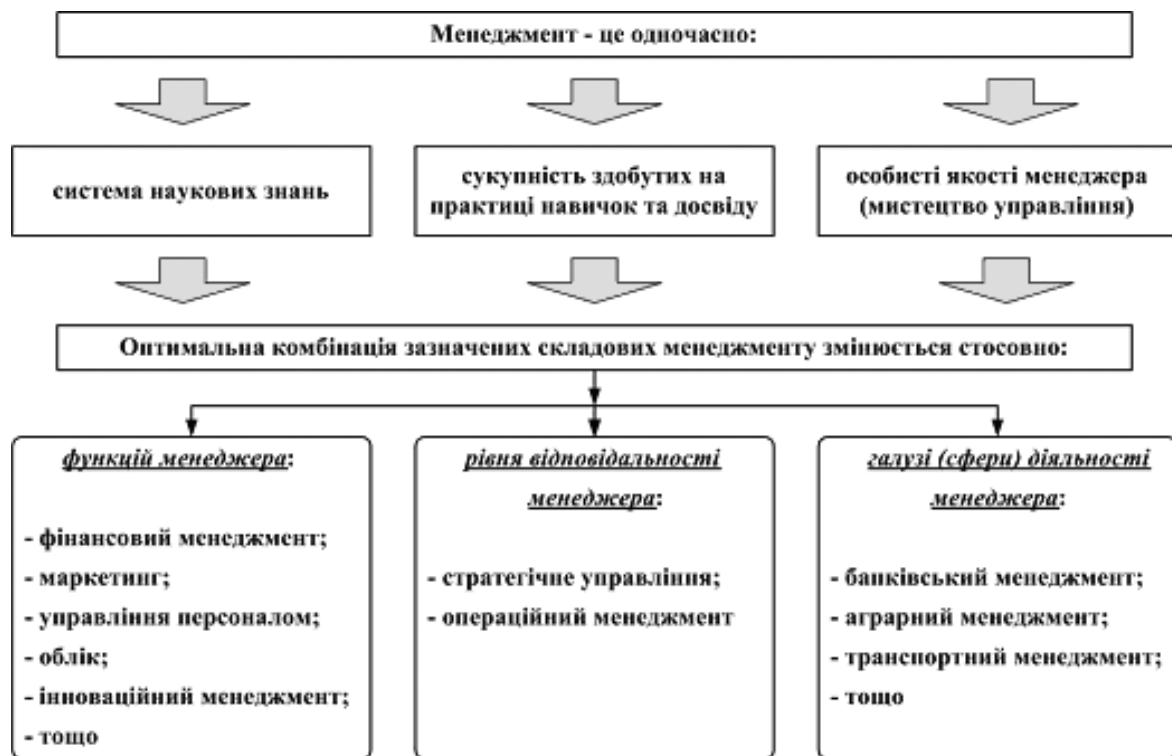 Менеджмент - це одночасно:
система наукових знань
сукупність здобутих на
практиці навичок та досвіду
особисті якості менеджера
(мистецтво управління)
Оптимальна комбінація зазначених складових менеджменту змінюється стосовно:
функцій менеджера:
- фінансовий менеджмент;
- маркетинг;
- управління персоналом;
- облік;
- інноваційний менеджмент;
- тощо
рівня відповідальності
менеджера:
- стратегічне управління;
- операційний менеджмент
галузі (сфери) діяльності
менеджера:
- банківський менеджмент;
- аграрний менеджмент;
- транспортний менеджмент;
- тощо